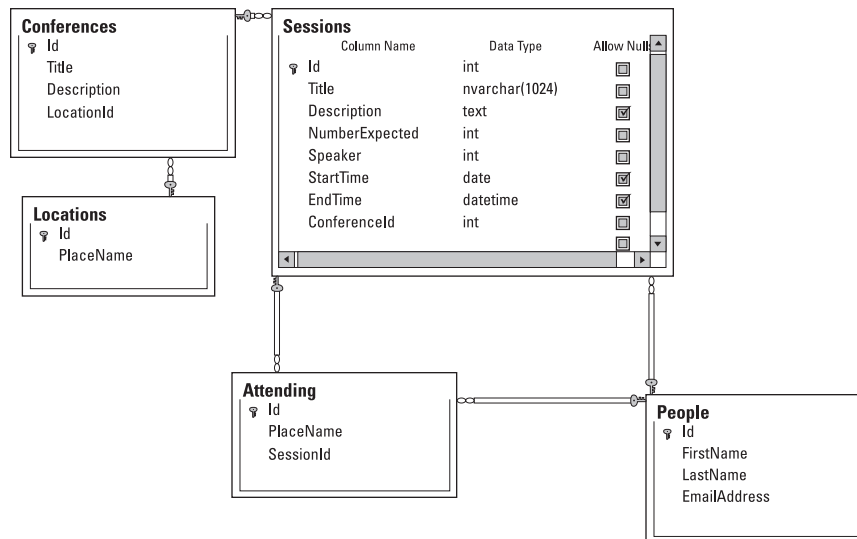 Conferences
Id
Title
Description
LocationId
Sessions
Column Name Data Type Allow Nulls
Id int
Title nvarchar(1024)
Description text
NumberExpected int
Speaker int
StartTime date
EndTime datetime
ConferenceId int
Locations
Id
PlaceName
Attending
Id
PlaceName
SessionId
People
Id
FirstName
LastName
EmailAddress